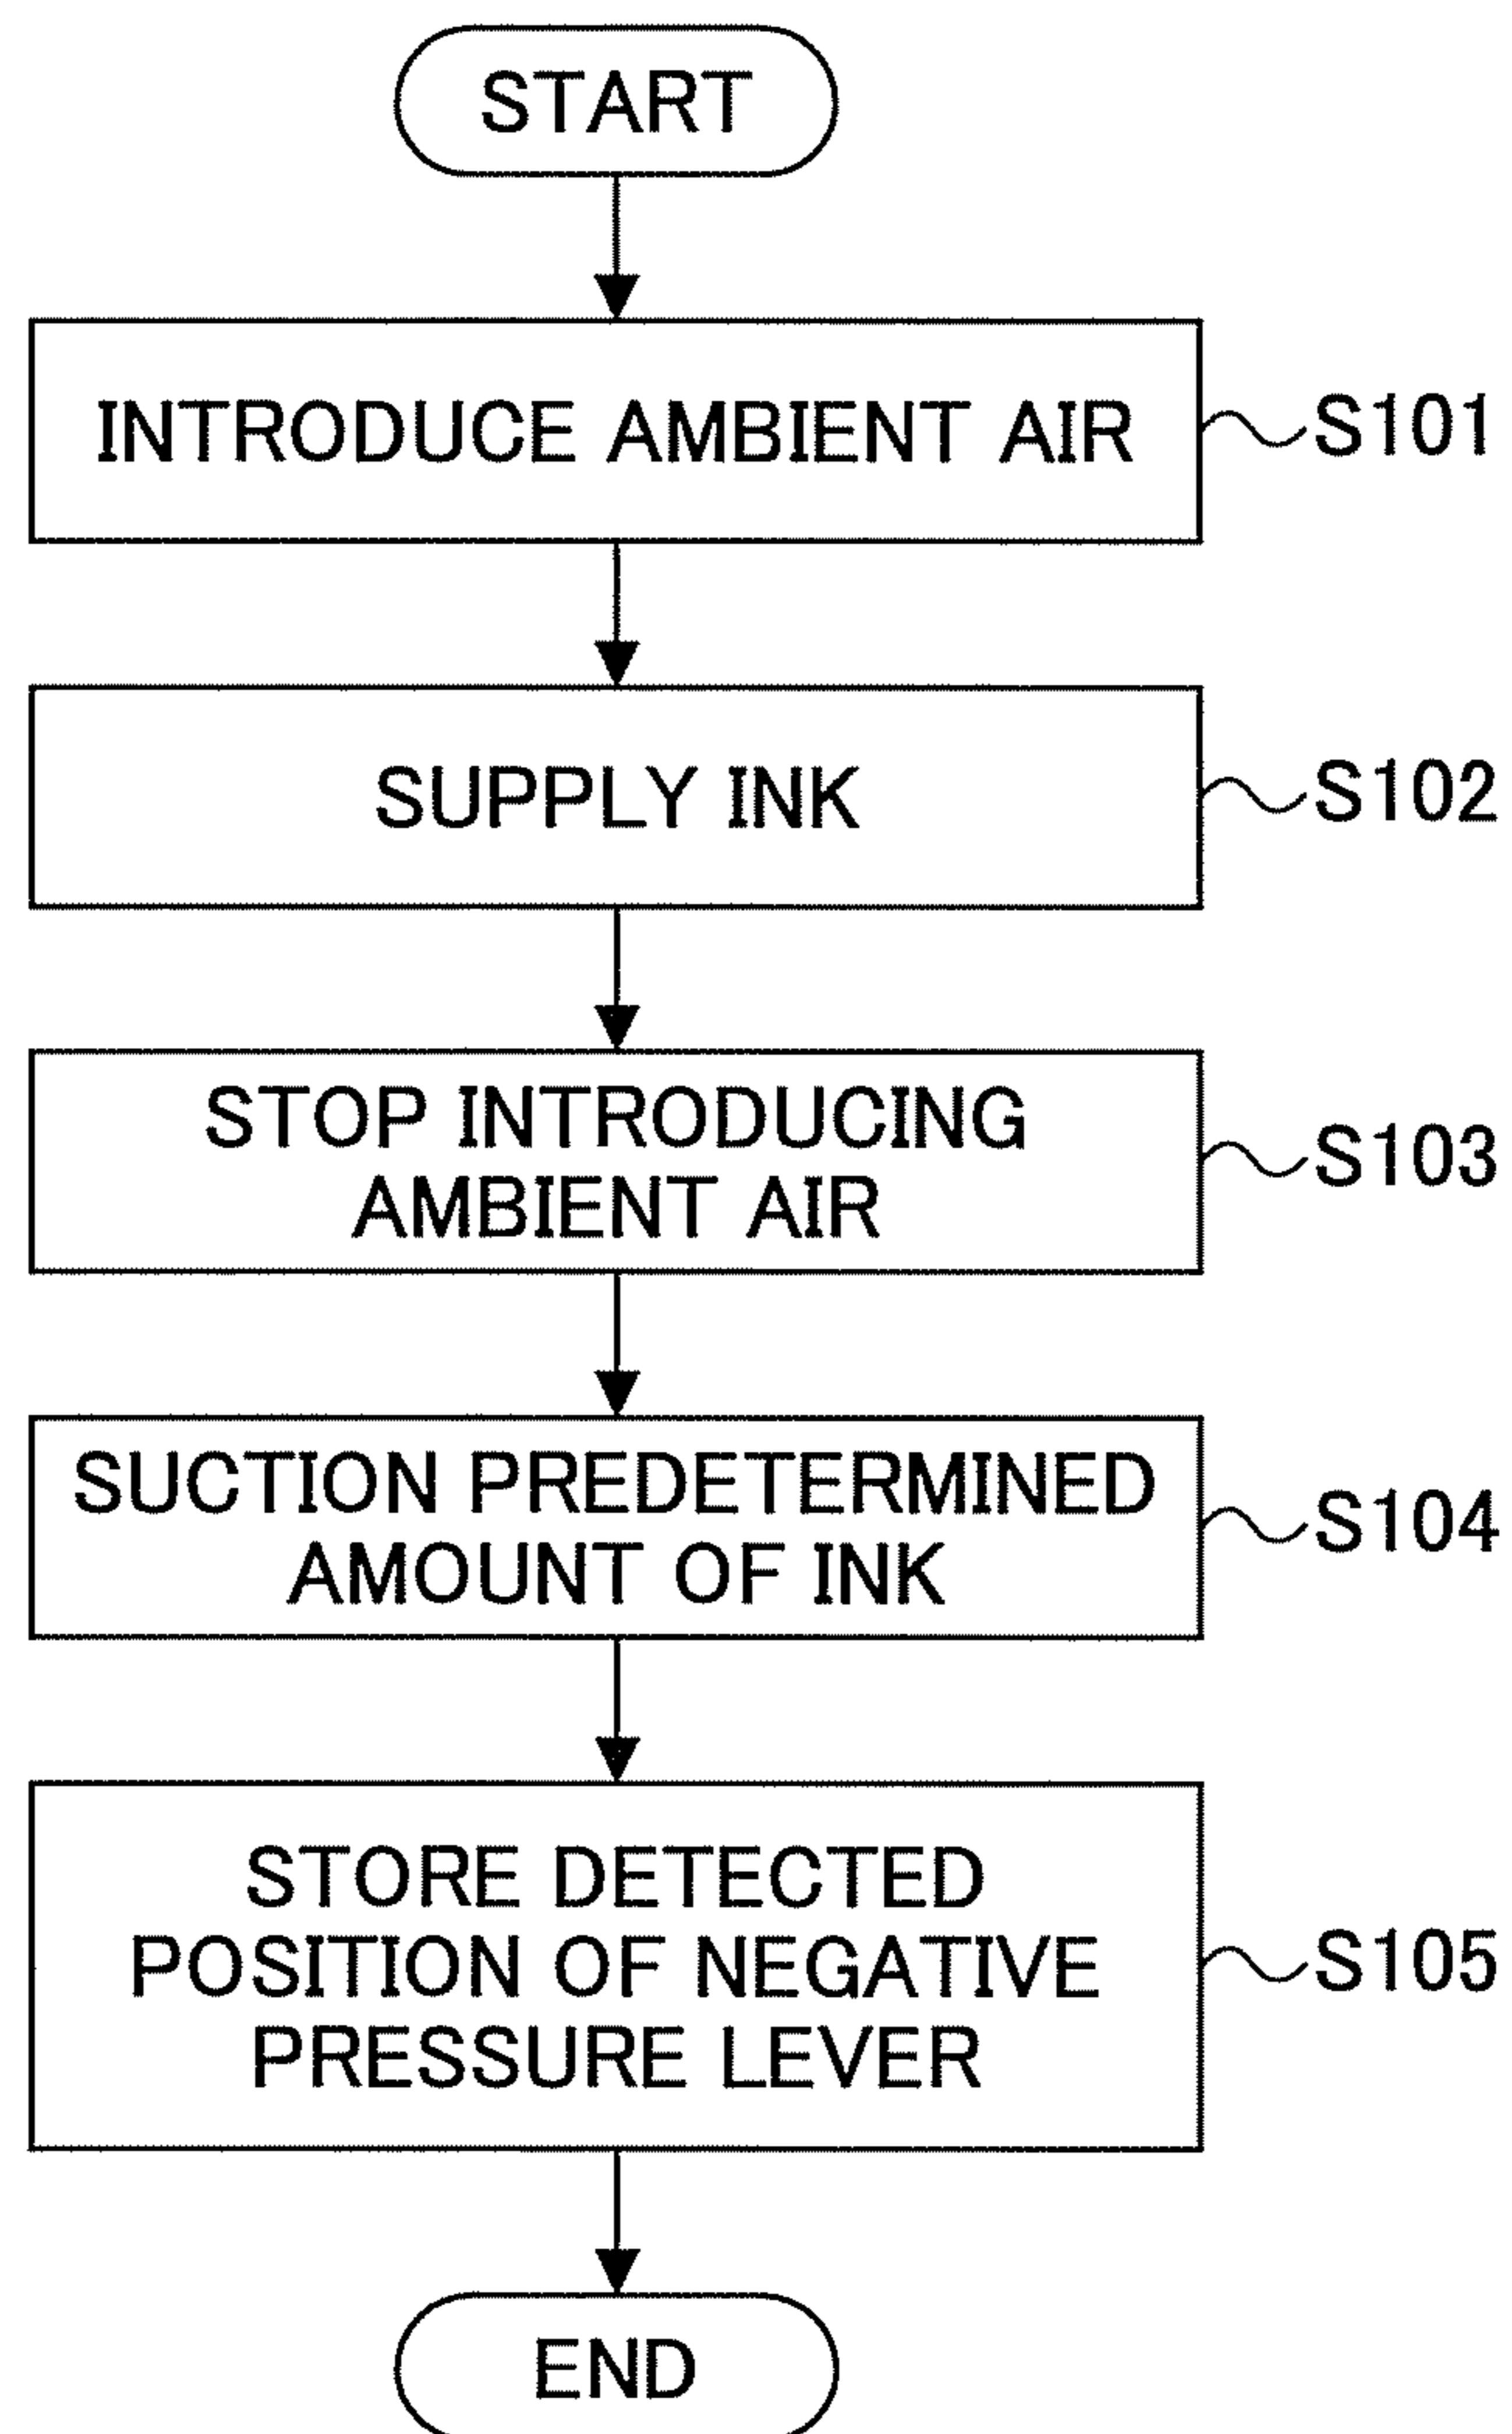 START
INTRODUCE AMBIENT AIR
S101
SUPPLY INK
S102
STOP INTRODUCING
AMBIENT AIR
S103
SUCTION PREDETERMINED
AMOUNT OF INK
S104
STORE DETECTED
POSITION OF NEGATIVE
PRESSURE LEVER
S105
END